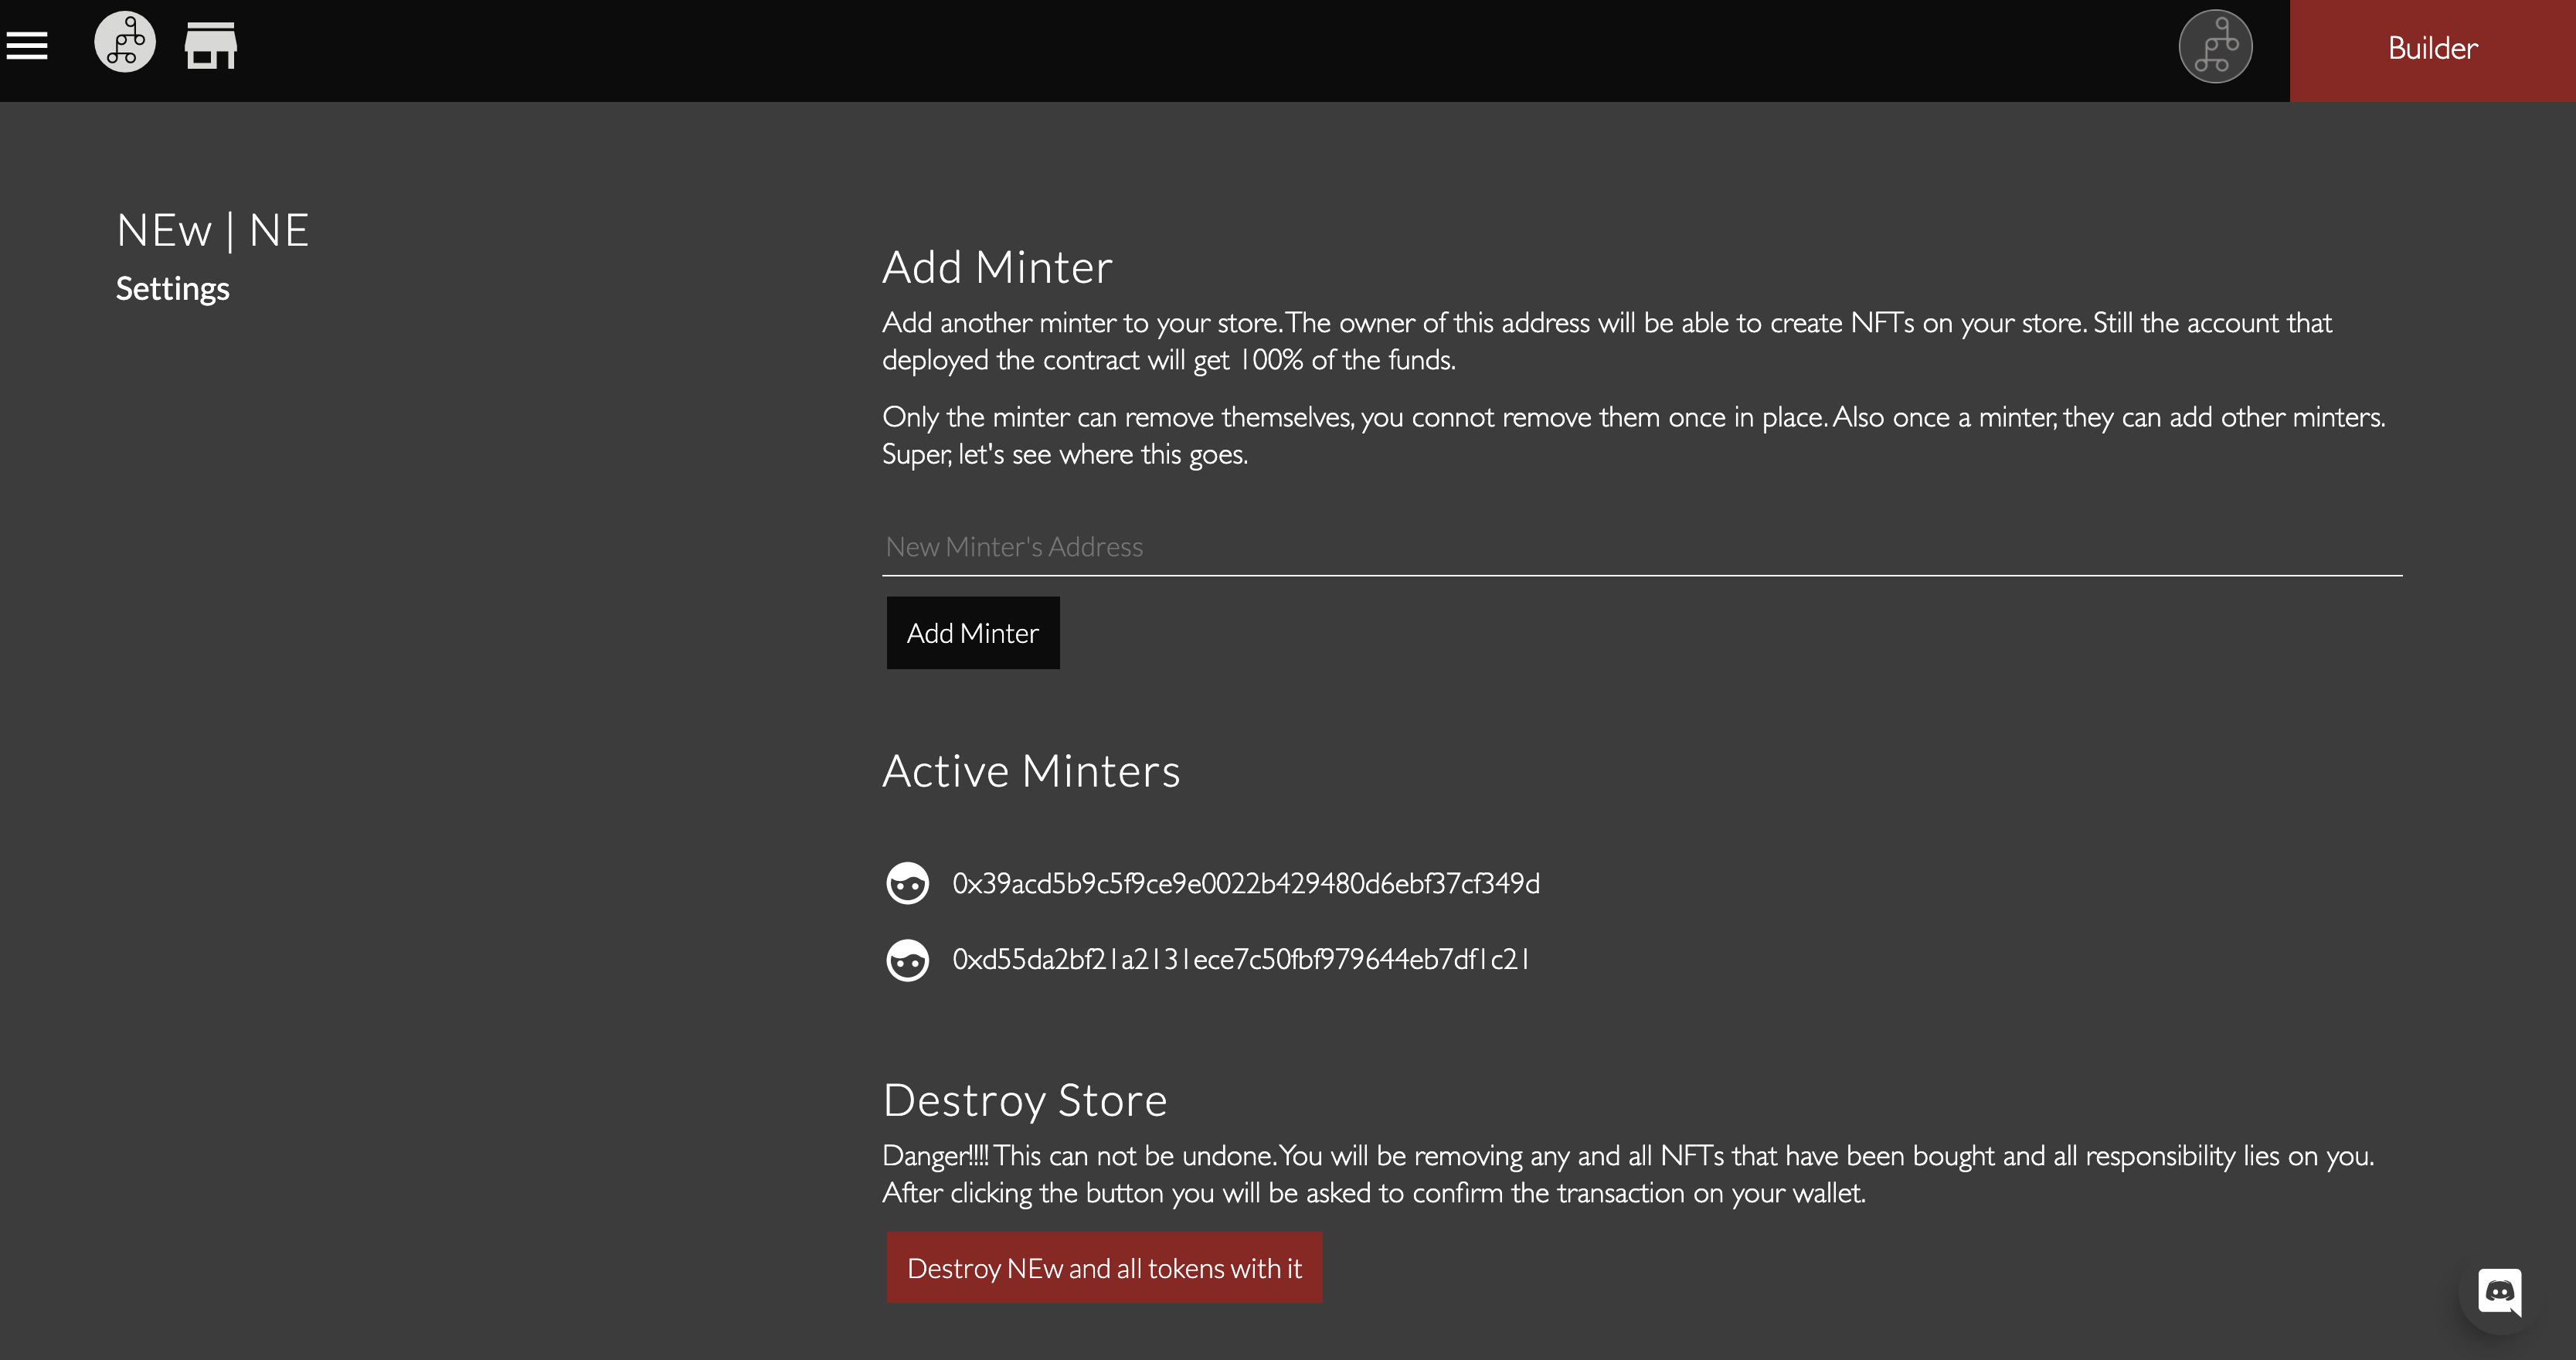 Builder
NEw | NE
Settings
Add Minter
Add another minter to your store. The owner of this address will be able to create NFTs on your store. Still the account that
deployed the contract will get 100% of the funds.
Only the minter can remove themselves, you connot remove them once in place. Also once a minter, they can add other minters.
Super, let's see where this goes.
New Minter's Address
Add Minter
Active Minters
0x39acd5b9c5f9ce9e0022b429480d6ebf37cf349d
0xd55da2bf21a2131ece7c50fbf979644eb7df1c21
Destroy Store
Danger!!!! This can not be undone. You will be removing any and all NFTs that have been bought and all responsibility lies on you.
After clicking the button you will be asked to confirm the transaction on your wallet.
Destroy NEw and all tokens with it